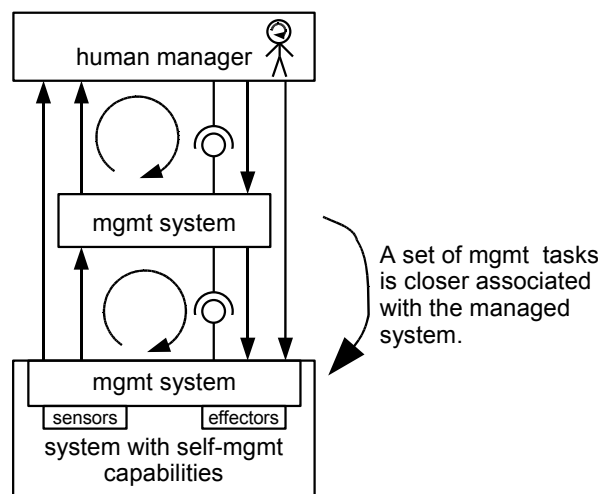 human manager
mgmt system
A set of mgmt tasks
is closer associated
with the managed
system.
mgmt system
sensors
effectors
system with self-mgmt
capabilities